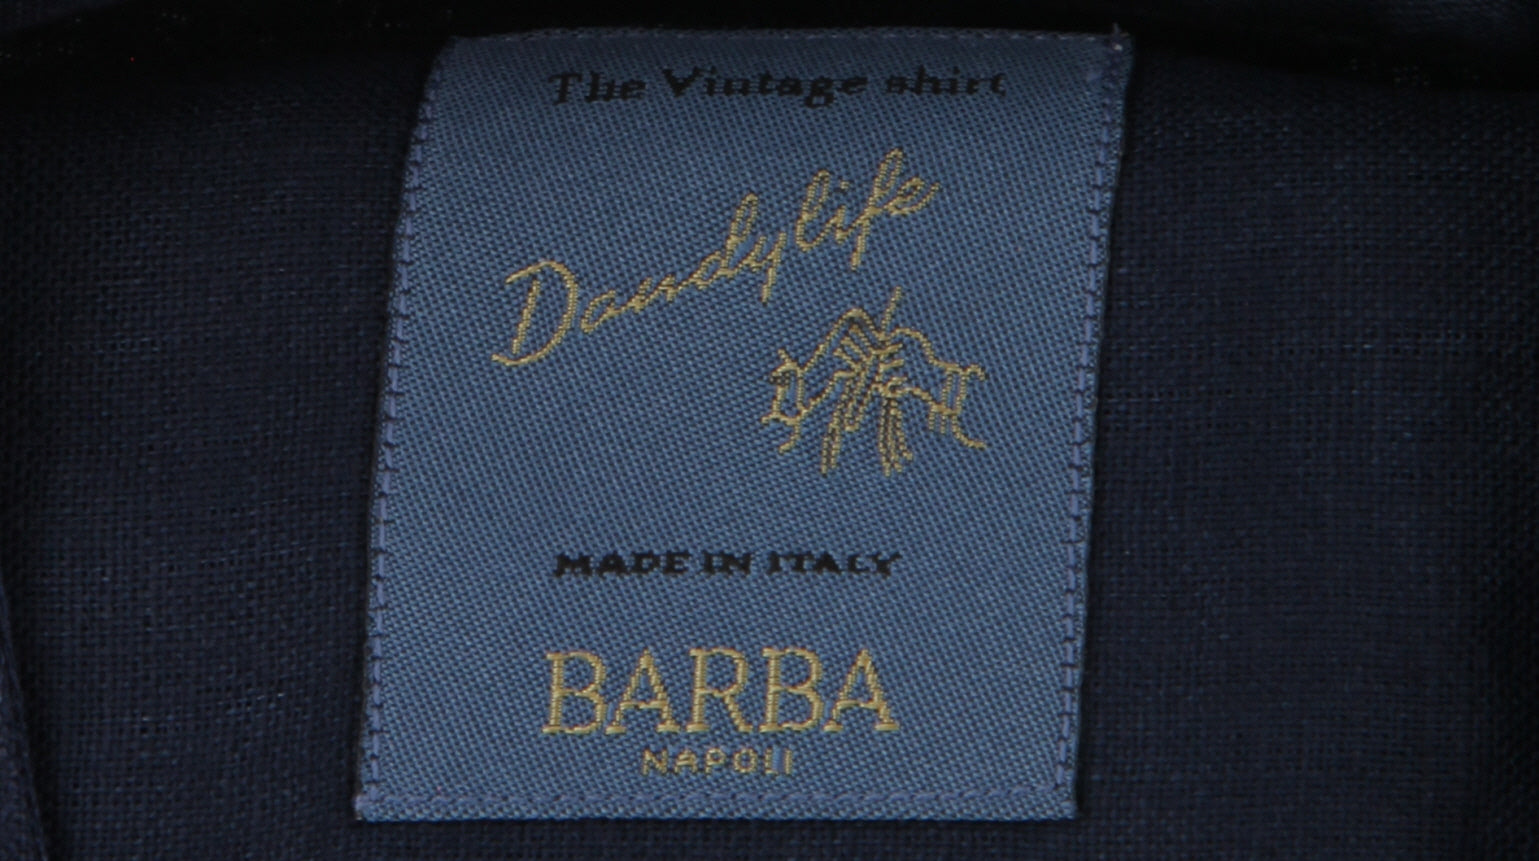 The Vintage shirt
Dandylife
MADE IN ITALY
BARBA
NAPOLI